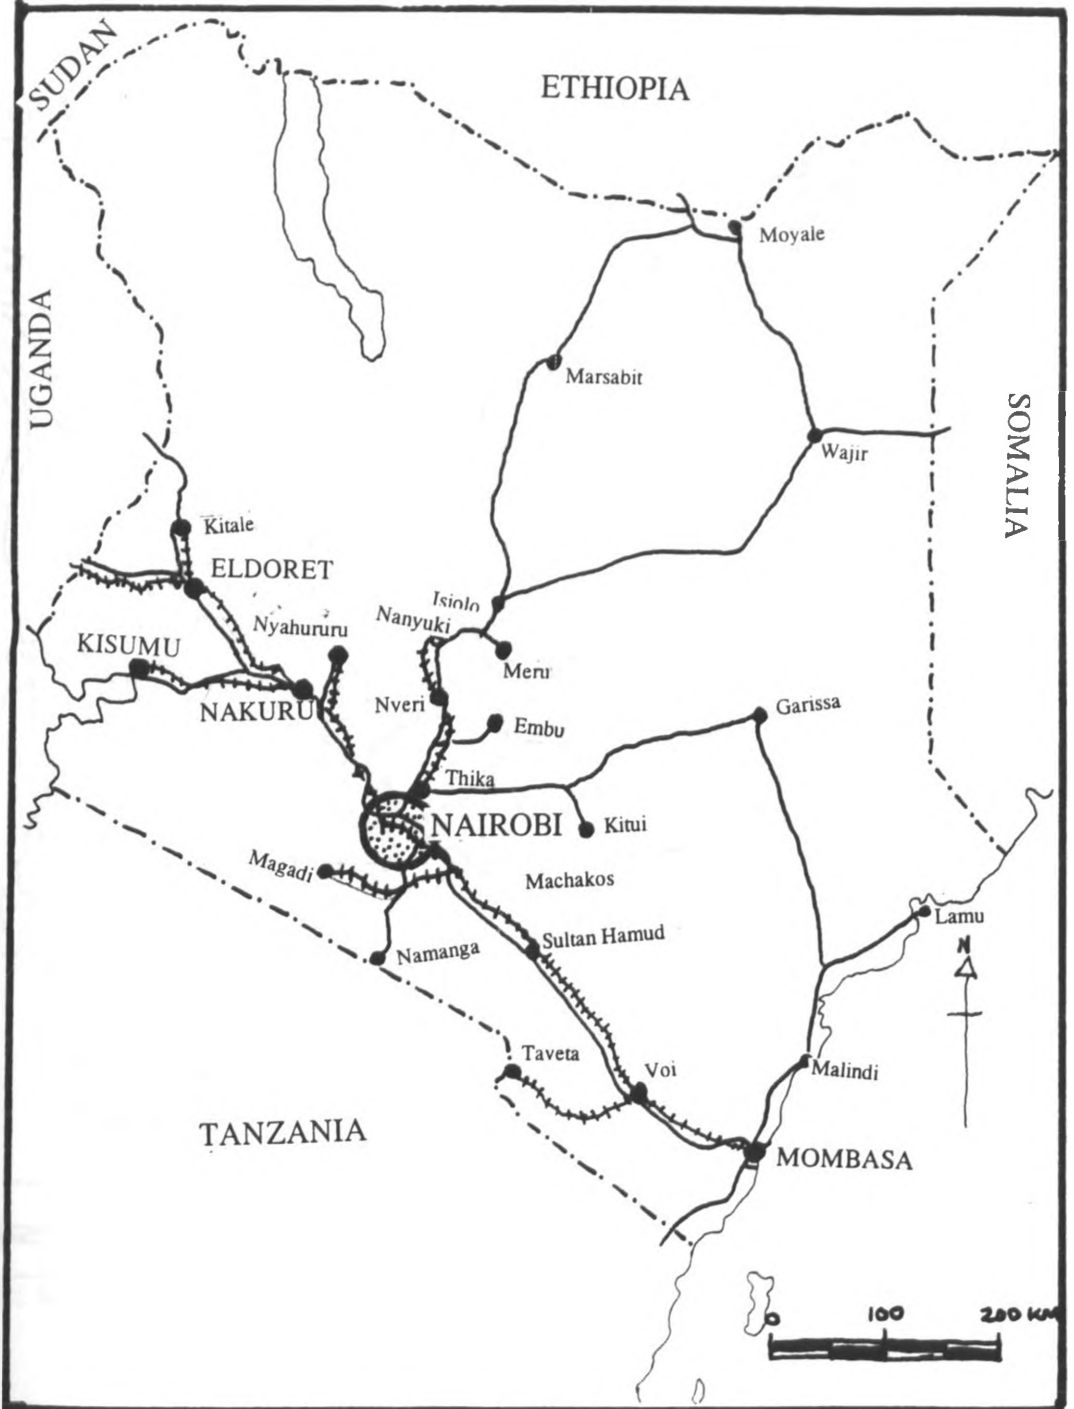 SUDAN
ETHIOPIA
Moyale
UGANDA
Marsabit
SOMALIA
Wajir
Kitale
ELDORET
Isiolo
Nanyuki
Nyahururu
KISUMU
Meru
NAKURU
Nveri
Embu
Garissa
Thika
NAIROBI
Kitui
Magadi
Machakos
Lamu
Sultan Hamud
Namanga
N
Taveta
Voi
Malindi
TANZANIA
MOMBASA
0 100 200 KM